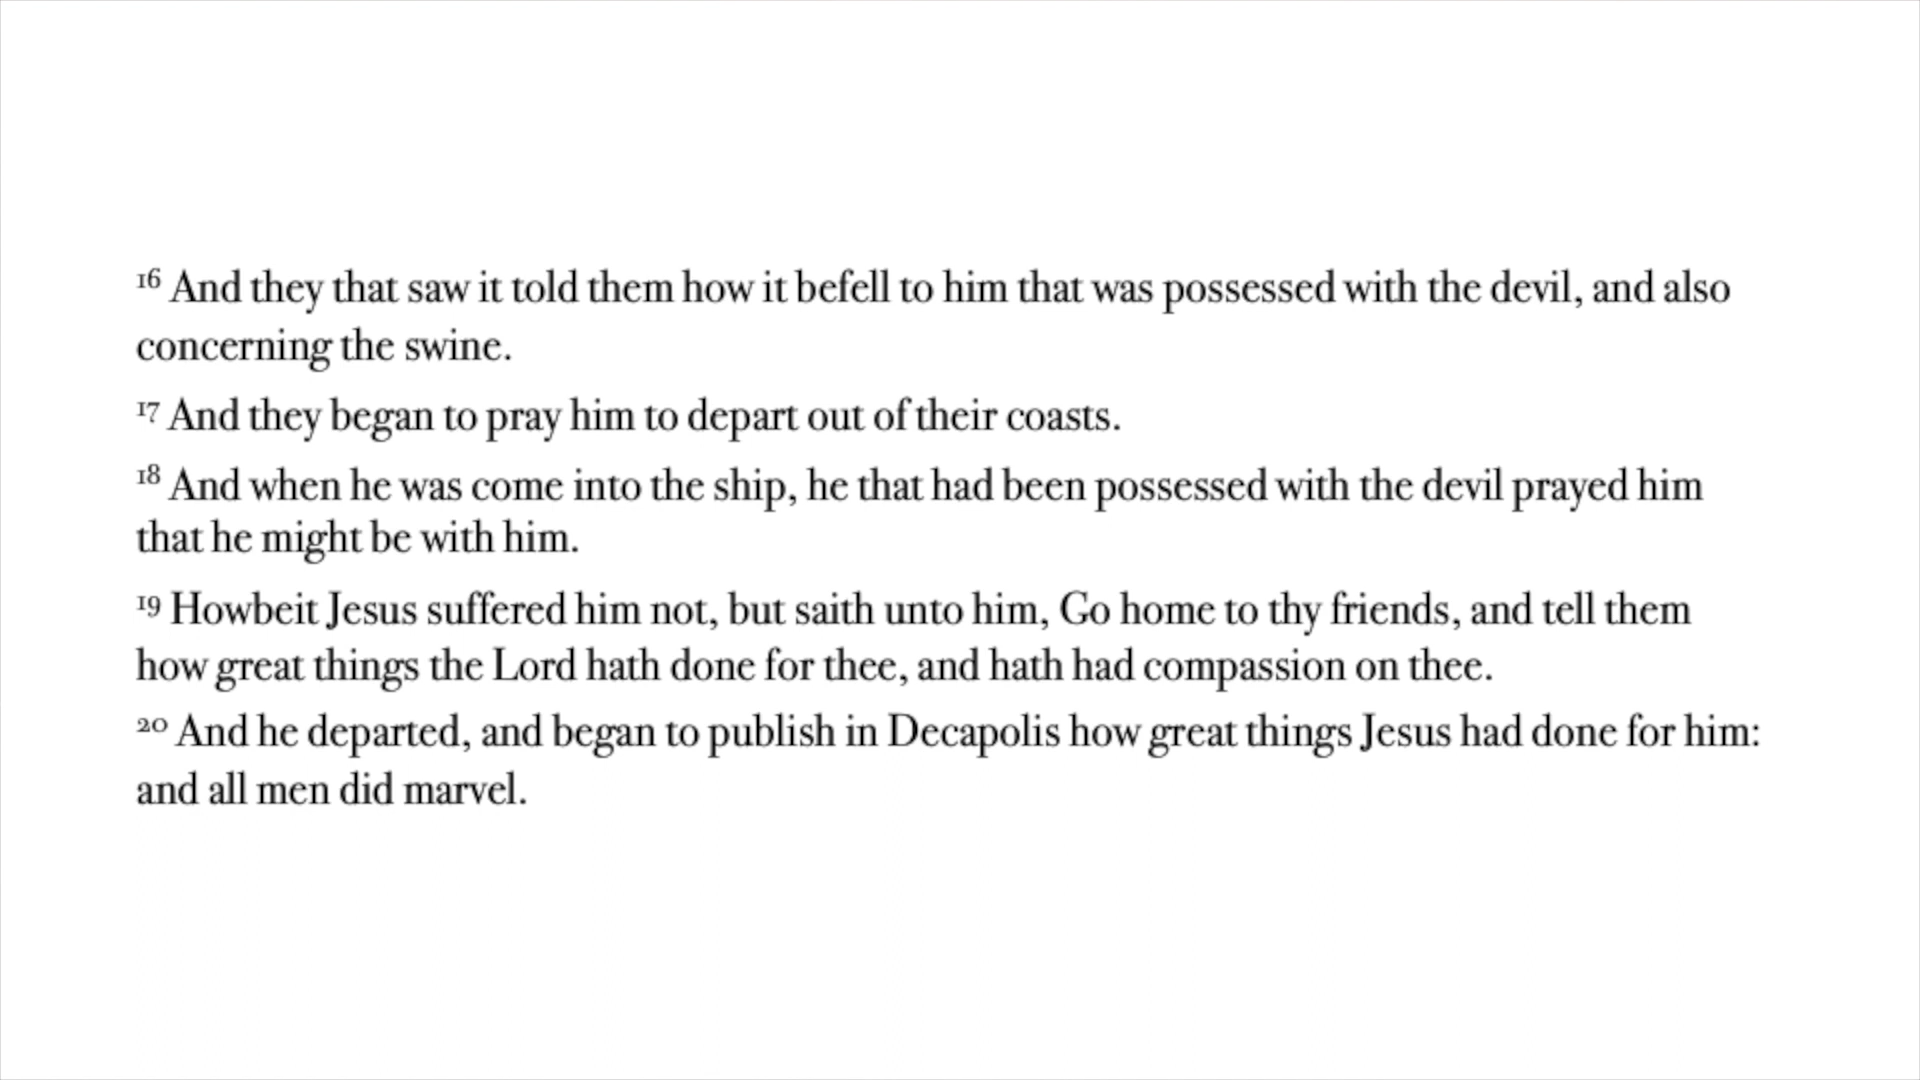 16 And they that saw it told them how it befell to him that was possessed with the devil, and also
concerning the swine.
17 And they began to pray him to depart out of their coasts.
18 And when he was come into the ship, he that had been possessed with the devil prayed him
that he might be with him.
19 Howbeit Jesus suffered him not, but saith unto him, Go home to thy friends, and tell them
how great things the Lord hath done for thee, and hath had compassion on thee.
20 And he departed, and began to publish in Decapolis how great things Jesus had done for him:
and all men did marvel.